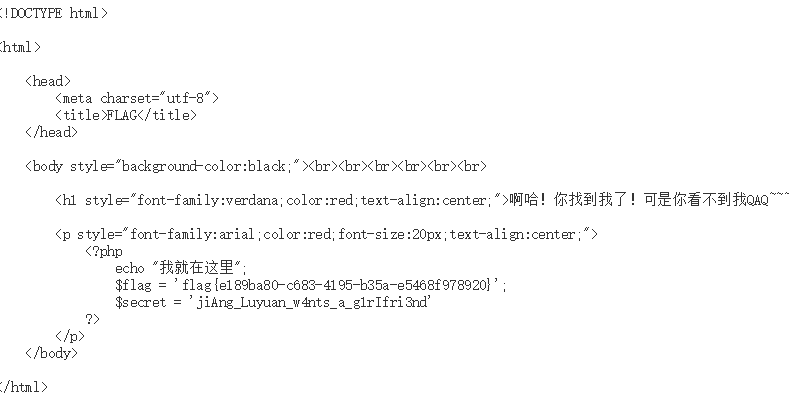 <!DOCTYPE html>
<html>
<head>
<meta charset="utf-8">
<title>FLAG</title>
</head>
<body style="background-color:black;"><br><br><br><br><br><br>
<h1 style="font-family:verdana;color:red;text-align:center;">啊哈！你找到我了！可是你看不到我QAQ~~~
<p style="font-family:arial;color:red;font-size:20px;text-align:center;">
<?php
echo "我就在这里";
$flag = 'flag{e189ba80-c683-4195-b35a-e5468f978920}';
$secret = 'jiAng_Luyuan_w4nts_a_g1rIfri3nd'
?>
</p>
</body>
</html>